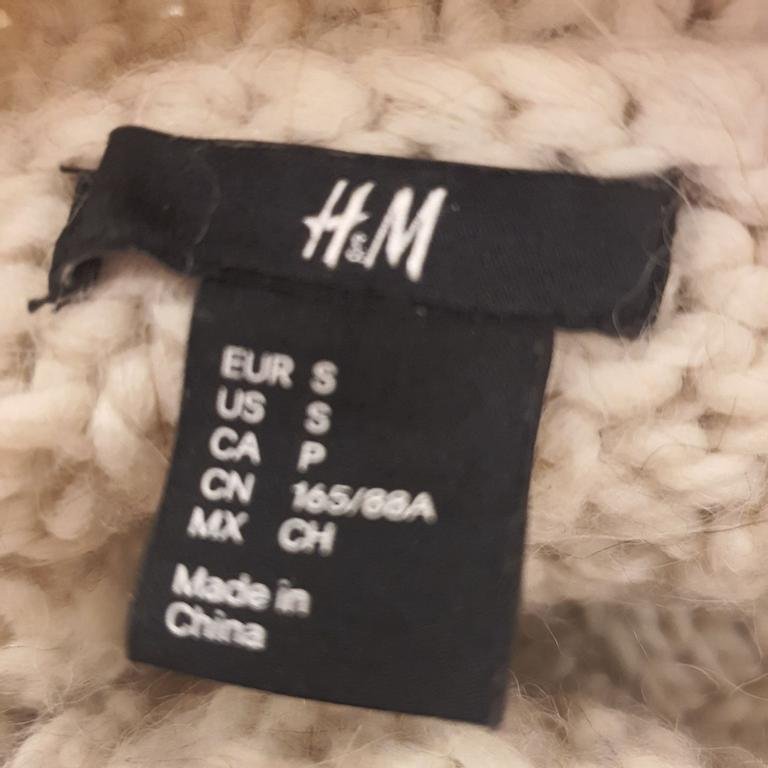 H&M
EUR S
US S
CA P
CN 165/88A
MX CH
Made in
China